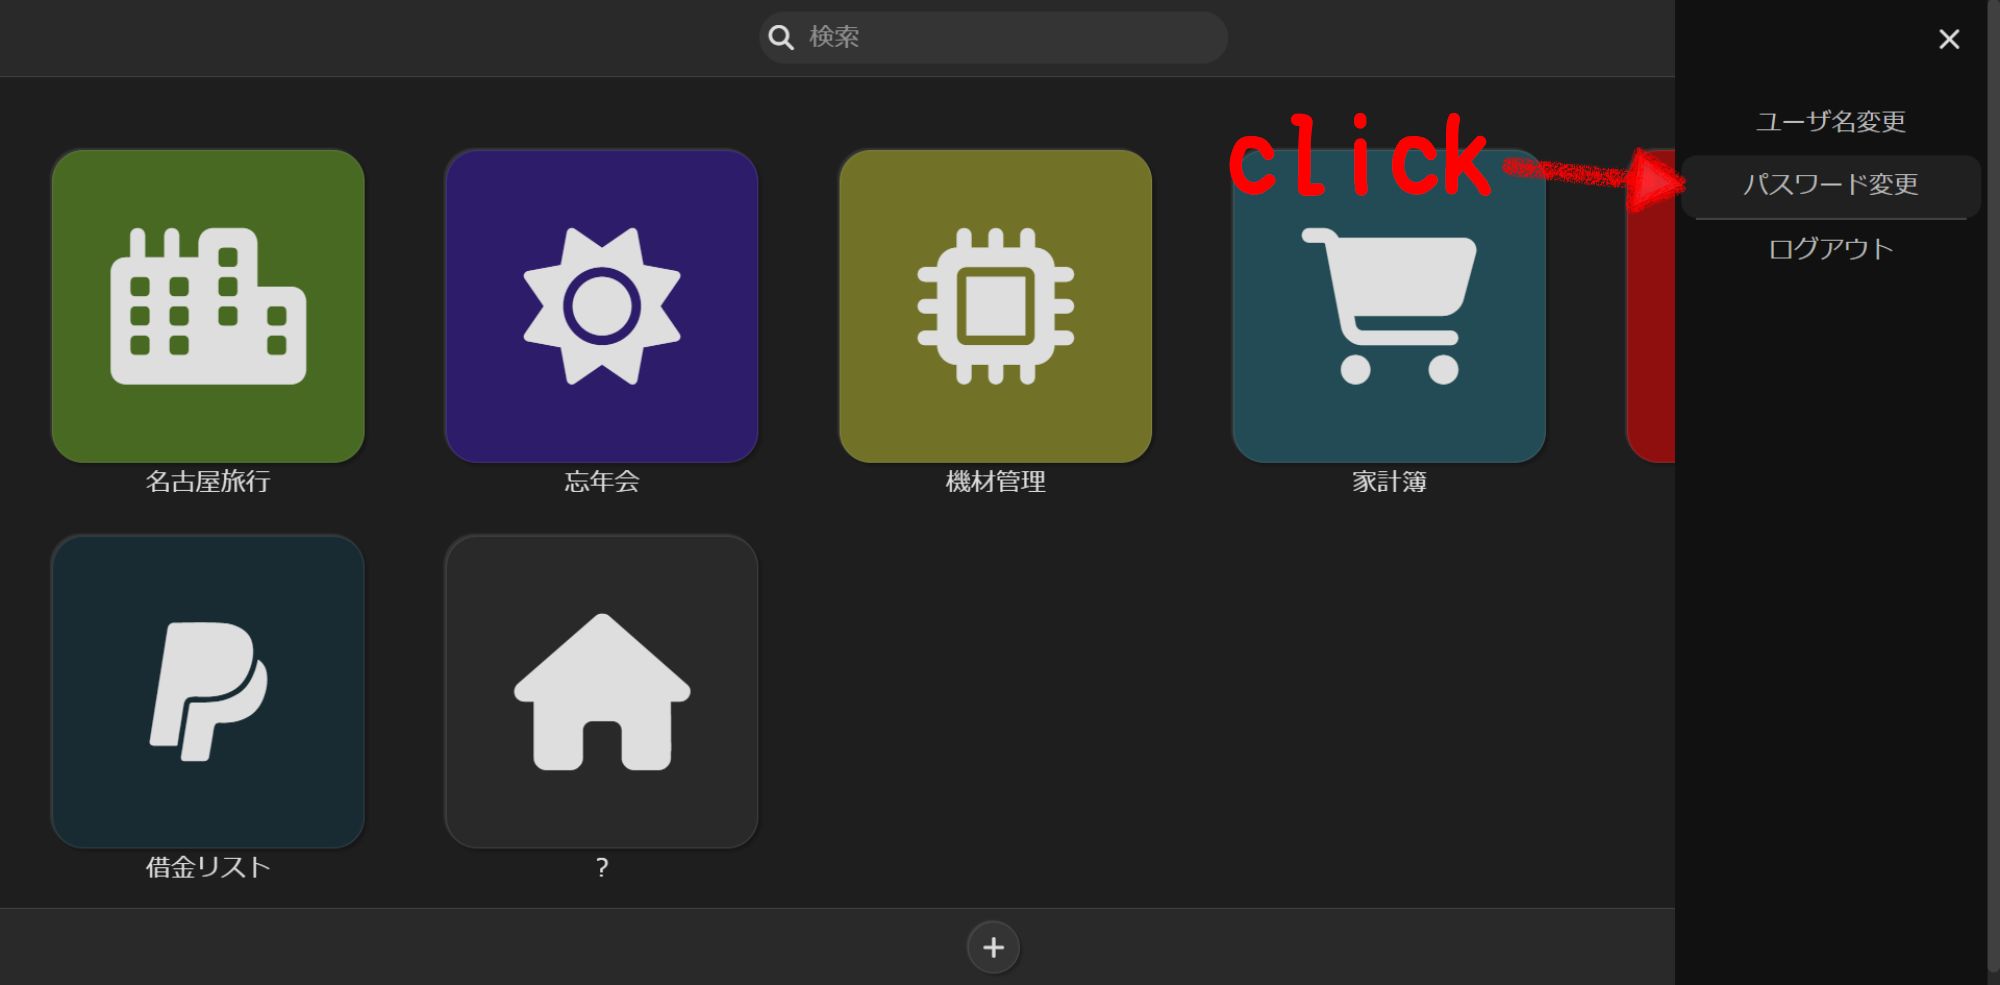 検索
click
ユーザ名変更
パスワード変更
ログアウト
名古屋旅行
忘年会
機材管理
家計簿
借金リスト
?